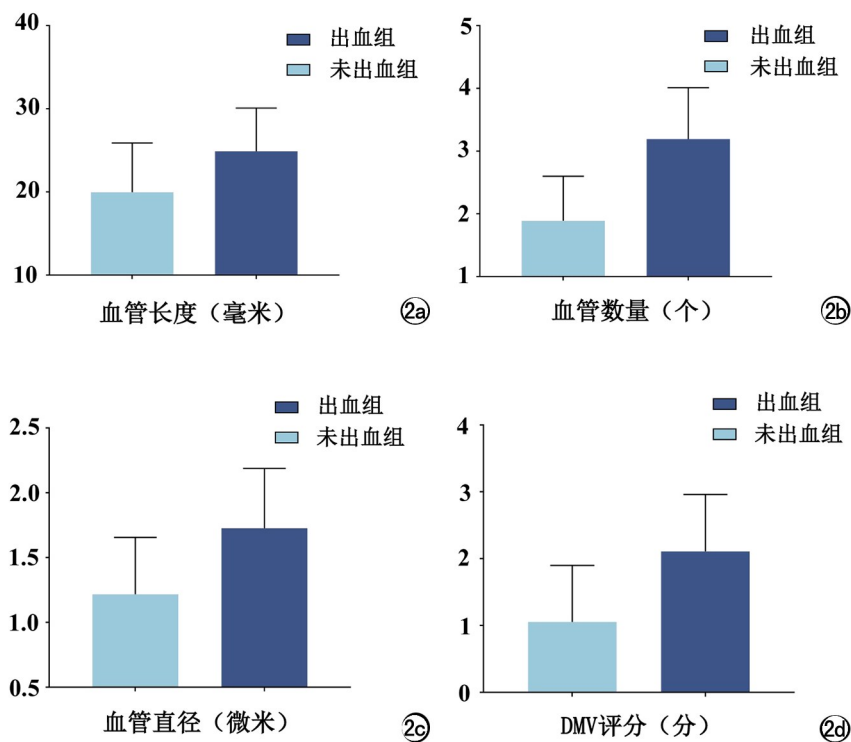 40
30
20
10
出血组
未出血组
血管长度（毫米）
2a
5
4
3
2
1
出血组
未出血组
血管数量（个）
2b
2.5
2.0
1.5
1.0
0.5
出血组
未出血组
血管直径（微米）
2c
4
3
2
1
0
出血组
未出血组
DMV评分（分）
2d